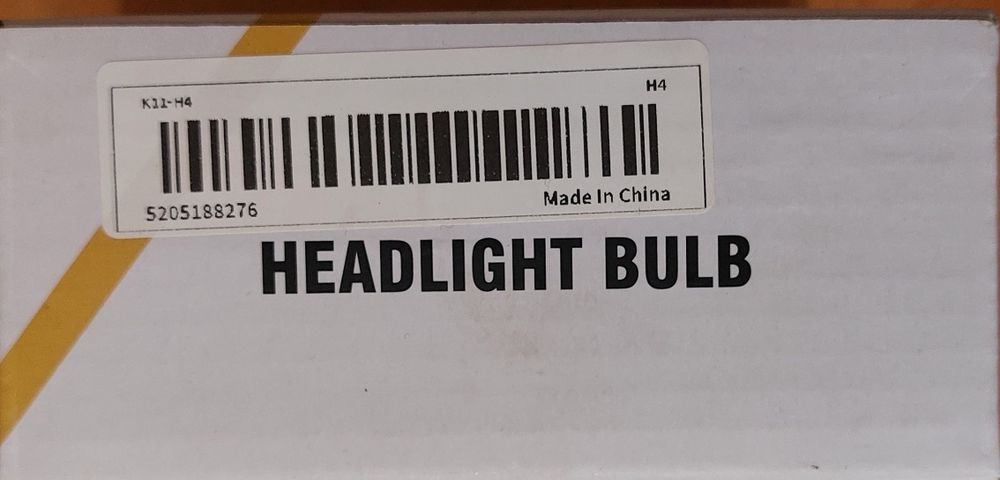 K11-H4
H4
5205188276
Made In China
HEADLIGHT BULB